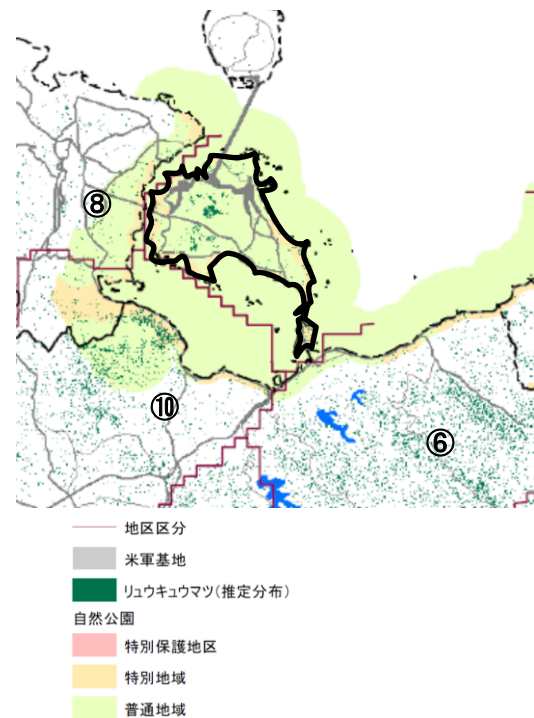 ⑧
⑩
⑥
地区区分
米軍基地
リュウキュウマツ(推定分布)
自然公園
特別保護地区
特別地域
普通地域